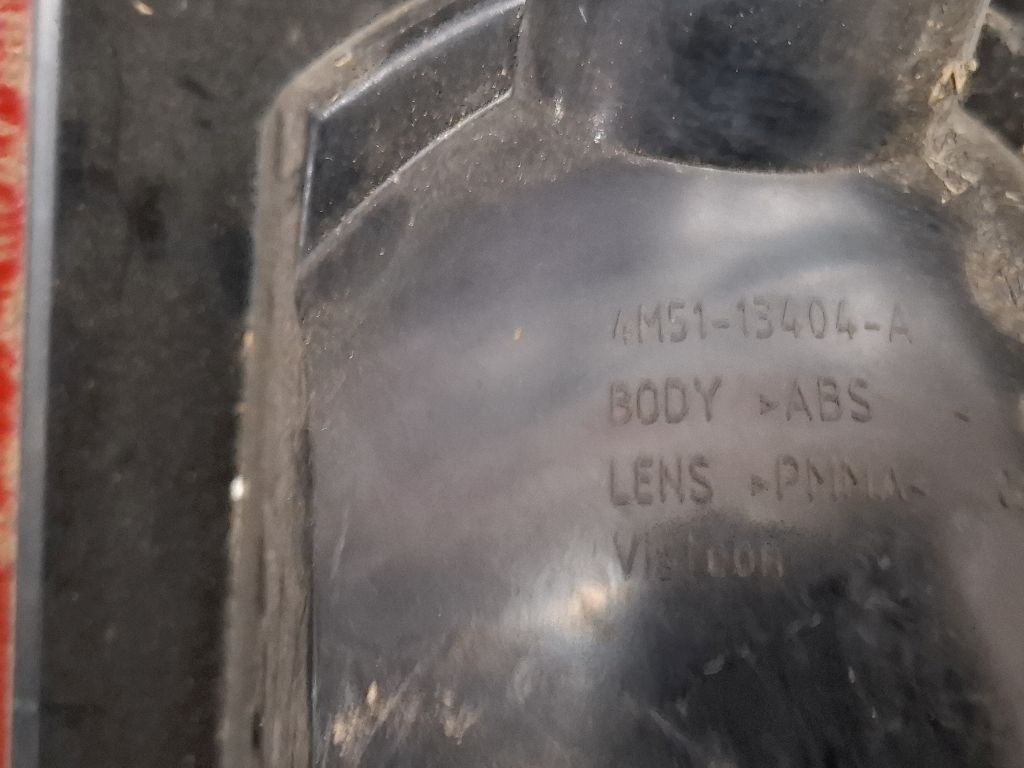 4M51-13404-A
BODY >ABS
LENS >PMMA<
Visteon